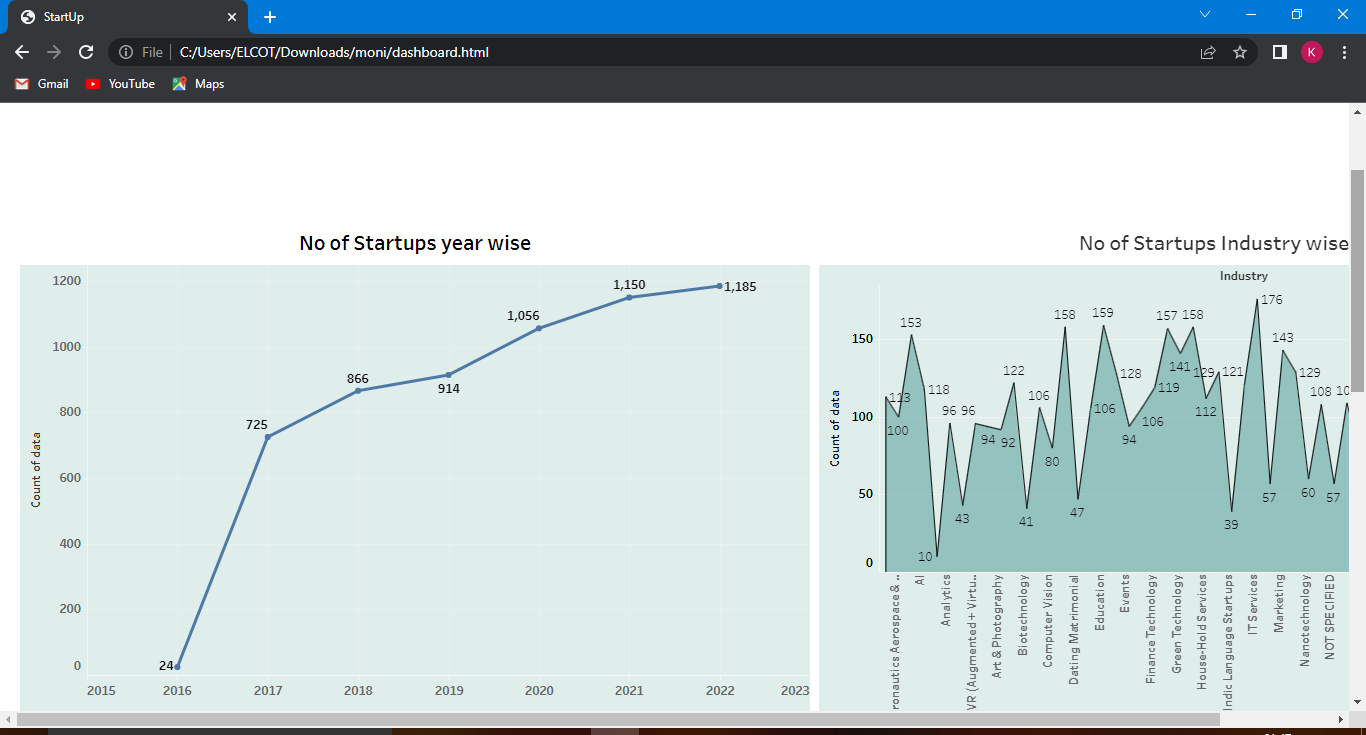 StartUp
File
C:/Users/ELCOT/Downloads/moni/dashboard.html
K
Gmail
YouTube
Maps
No of Startups year wise
1200
1000
800
600
400
200
0
Count of data
24
725
866
914
1,056
1,150
1,185
2015
2016
2017
2018
2019
2020
2021
2022
2023
No of Startups Industry wise
Industry
150
100
50
0
Count of data
113
100
153
118
10
96
43
96
94
92
122
41
106
80
158
47
106
159
128
94
106
119
157
141
158
112
129
39
121
176
57
143
129
60
108
57
10
ronautics Aerospace & ..
AI
Analytics
VR (Augmented + Virtu..
Art & Photography
Biotechnology
Computer Vision
Dating Matrimonial
Education
Events
Finance Technology
Green Technology
House-Hold Services
Indic Language Startups
IT Services
Marketing
Nanotechnology
NOT SPECIFIED